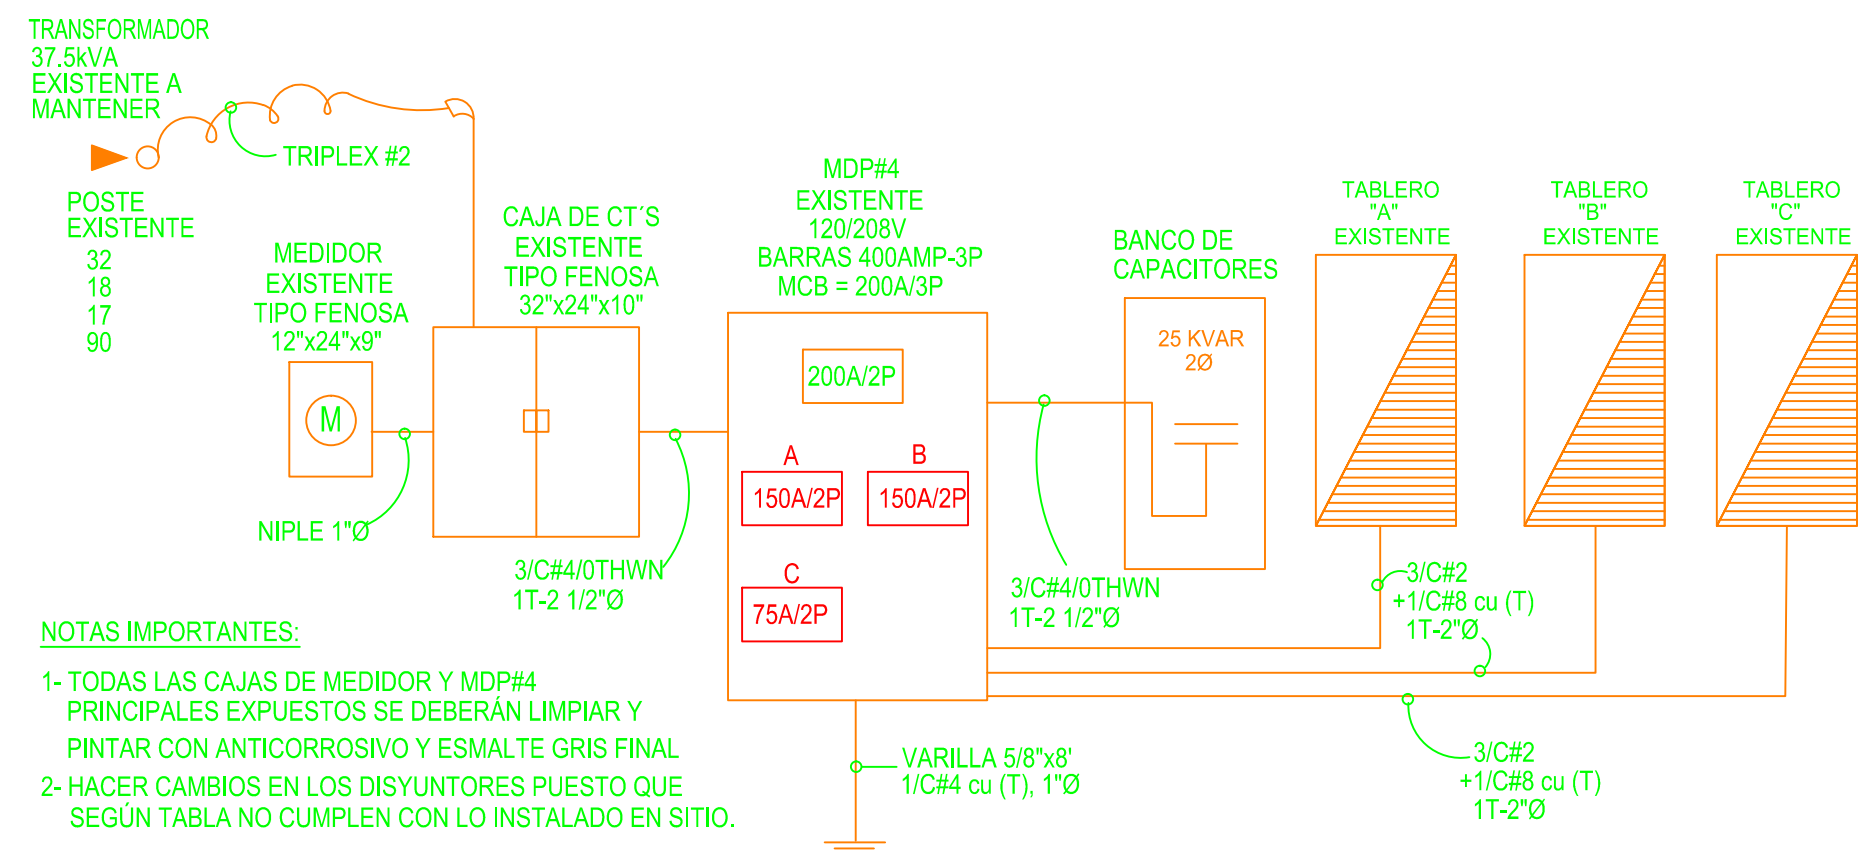 TRANSFORMADOR
37.5kVA
EXISTENTE A
MANTENER
TRIPLEX #2
POSTE
EXISTENTE
32
18
17
90
MEDIDOR
EXISTENTE
TIPO FENOSA
12"x24"x9"
M
NIPLE 1"Ø
CAJA DE CT´S
EXISTENTE
TIPO FENOSA
32"x24"x10"
3/C#4/0THWN
1T-2 1/2"Ø
MDP#4
EXISTENTE
120/208V
BARRAS 400AMP-3P
MCB = 200A/3P
200A/2P
A
150A/2P
B
150A/2P
C
75A/2P
BANCO DE
CAPACITORES
25 KVAR
2Ø
3/C#4/0THWN
1T-2 1/2"Ø
TABLERO
"A"
EXISTENTE
TABLERO
"B"
EXISTENTE
TABLERO
"C"
EXISTENTE
3/C#2
+1/C#8 cu (T)
1T-2"Ø
3/C#2
+1/C#8 cu (T)
1T-2"Ø
VARILLA 5/8"x8'
1/C#4 cu (T), 1"Ø
NOTAS IMPORTANTES:
1- TODAS LAS CAJAS DE MEDIDOR Y MDP#4
PRINCIPALES EXPUESTOS SE DEBERÁN LIMPIAR Y
PINTAR CON ANTICORROSIVO Y ESMALTE GRIS FINAL
2- HACER CAMBIOS EN LOS DISYUNTORES PUESTO QUE
SEGÚN TABLA NO CUMPLEN CON LO INSTALADO EN SITIO.